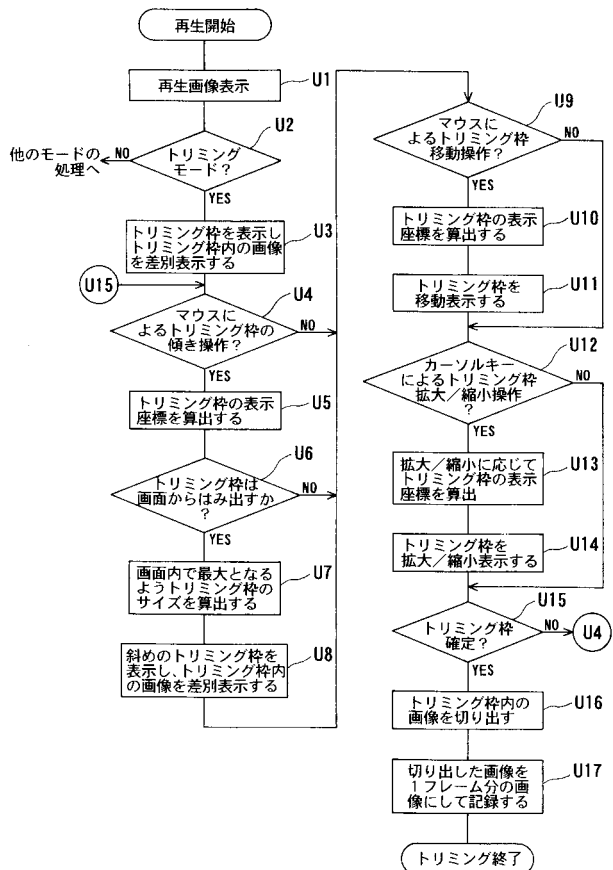 再生開始
再生画像表示
U1
U2
トリミング
モード?
NO
他のモードの
処理へ
YES
トリミング枠を表示し
トリミング枠内の画像
を差別表示する
U3
U15
U4
マウスに
よるトリミング枠の
傾き操作?
NO
YES
トリミング枠の表示
座標を算出する
U5
U6
トリミング枠は
画面からはみ出すか
?
NO
YES
画面内で最大となる
ようトリミング枠の
サイズを算出する
U7
斜めのトリミング枠を
表示し、トリミング枠内
の画像を差別表示する
U8
U9
マウスに
よるトリミング枠
移動操作?
NO
YES
トリミング枠の表示
座標を算出する
U10
トリミング枠を
移動表示する
U11
U12
カーソルキー
によるトリミング枠
拡大/縮小操作
?
NO
YES
拡大/縮小に応じて
トリミング枠の表示
座標を算出
U13
トリミング枠を
拡大/縮小表示する
U14
U15
トリミング枠
確定?
NO
U4
YES
トリミング枠内の
画像を切り出す
U16
切り出した画像を
1フレーム分の画
像にして記録する
U17
トリミング終了